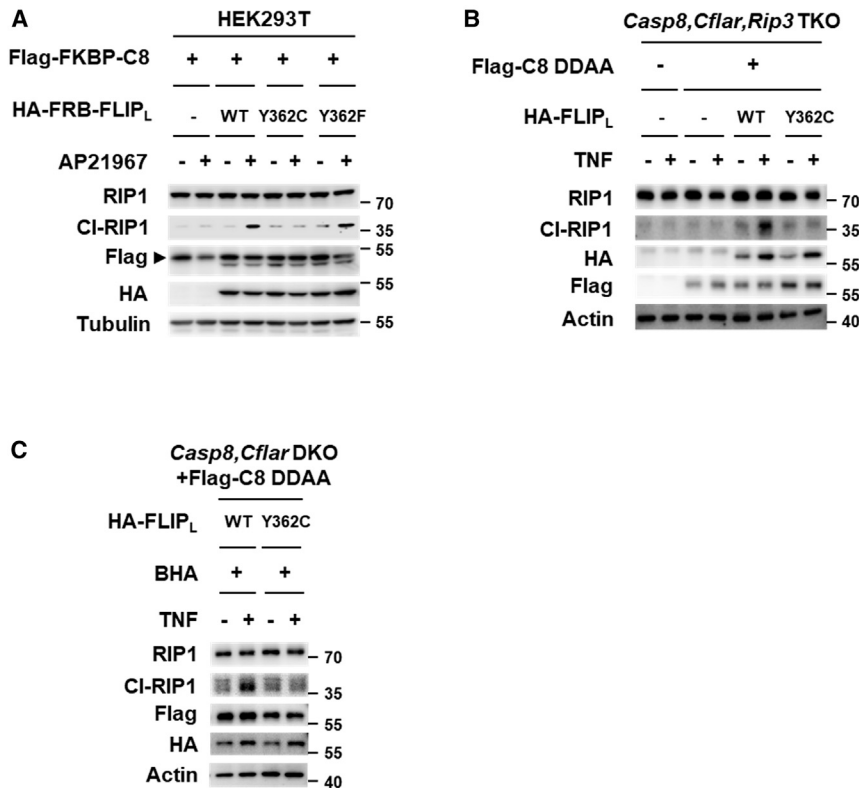 A
HEK293T
Flag-FKBP-C8 + + + +
HA-FRB-FLIPL - WT Y362C Y362F
AP21967 - + - + - + - +
RIP1 – 70
Cl-RIP1 – 35
Flag ► – 55
HA – 55
Tubulin – 55
B
Casp8,Cflar,Rip3 TKO
Flag-C8 DDAA - +
HA-FLIPL - - WT Y362C
TNF - + - + - + - +
RIP1 – 70
Cl-RIP1 – 35
HA – 55
Flag – 55
Actin – 40
C
Casp8,Cflar DKO
+Flag-C8 DDAA
HA-FLIPL WT Y362C
BHA + +
TNF - + - +
RIP1 – 70
Cl-RIP1 – 35
Flag – 55
HA – 55
Actin – 40